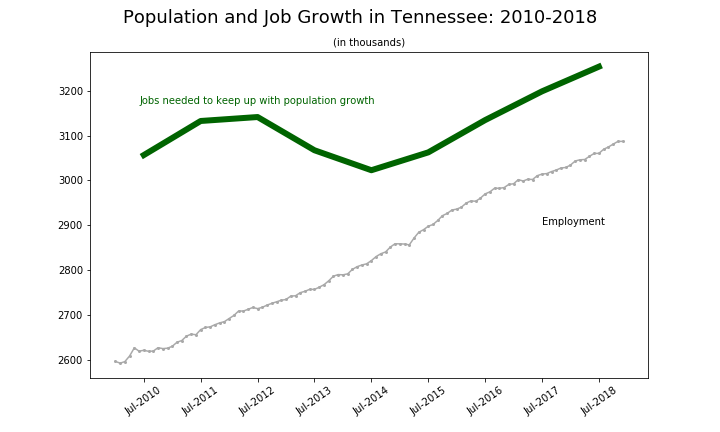 Population and Job Growth in Tennessee: 2010-2018
(in thousands)
Jobs needed to keep up with population growth
Employment
3200
3100
3000
2900
2800
2700
2600
Jul-2010
Jul-2011
Jul-2012
Jul-2013
Jul-2014
Jul-2015
Jul-2016
Jul-2017
Jul-2018